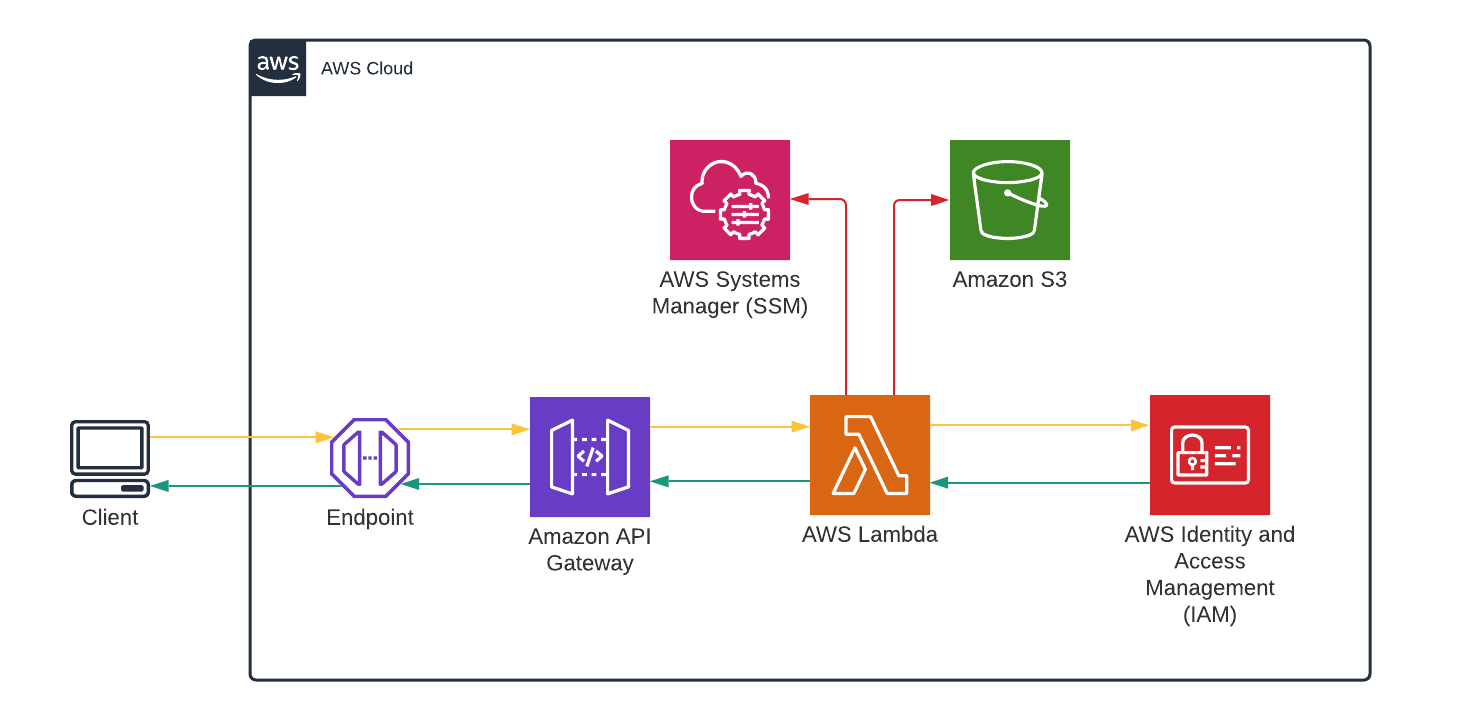 aws
AWS Cloud
AWS Systems
Manager (SSM)
Amazon S3
Client
Endpoint
</>
Amazon API
Gateway
AWS Lambda
AWS Identity and
Access
Management
(IAM)